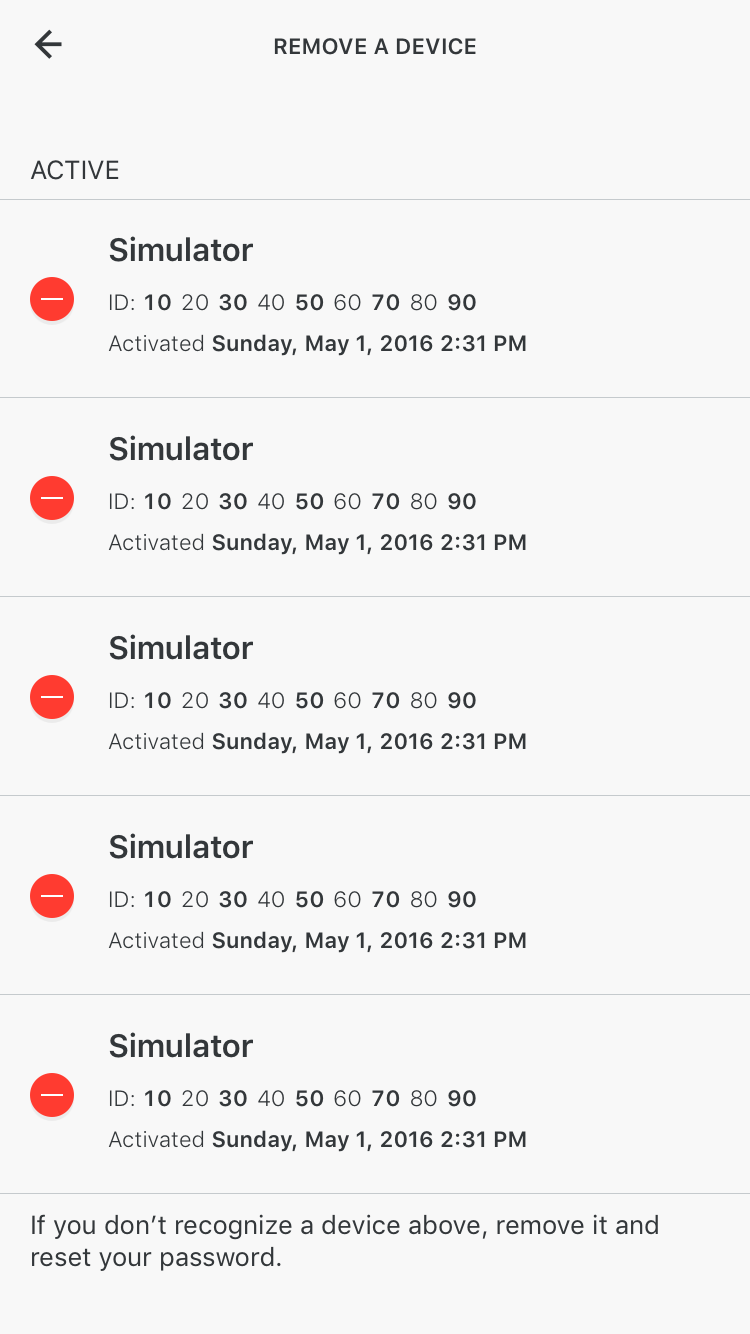 REMOVE A DEVICE
ACTIVE
Simulator
ID: 10 20 30 40 50 60 70 80 90
Activated Sunday, May 1, 2016 2:31 PM
Simulator
ID: 10 20 30 40 50 60 70 80 90
Activated Sunday, May 1, 2016 2:31 PM
Simulator
ID: 10 20 30 40 50 60 70 80 90
Activated Sunday, May 1, 2016 2:31 PM
Simulator
ID: 10 20 30 40 50 60 70 80 90
Activated Sunday, May 1, 2016 2:31 PM
Simulator
ID: 10 20 30 40 50 60 70 80 90
Activated Sunday, May 1, 2016 2:31 PM
If you don’t recognize a device above, remove it and
reset your password.